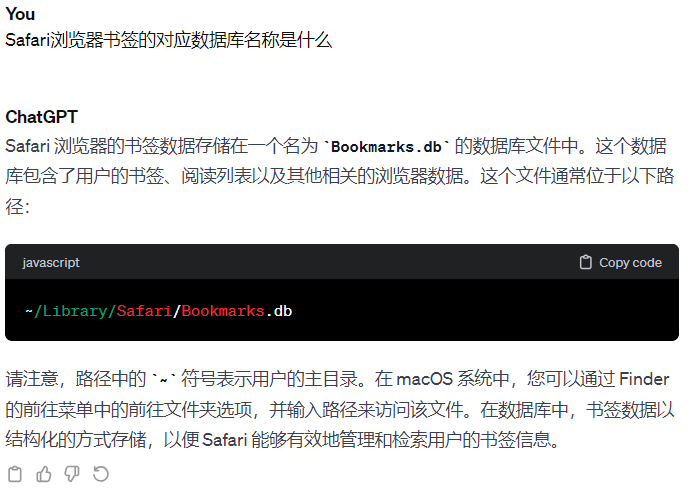 You
Safari浏览器书签的对应数据库名称是什么
ChatGPT
Safari 浏览器的书签数据存储在一个名为 `Bookmarks.db` 的数据库文件中。这个数据
库包含了用户的书签、阅读列表以及其他相关的浏览器数据。这个文件通常位于以下路
径：
javascript
Copy code
~/Library/Safari/Bookmarks.db
请注意，路径中的 `~` 符号表示用户的主目录。在 macOS 系统中，您可以通过 Finder
的前往菜单中的前往文件夹选项，并输入路径来访问该文件。在数据库中，书签数据以
结构化的方式存储，以便 Safari 能够有效地管理和检索用户的书签信息。